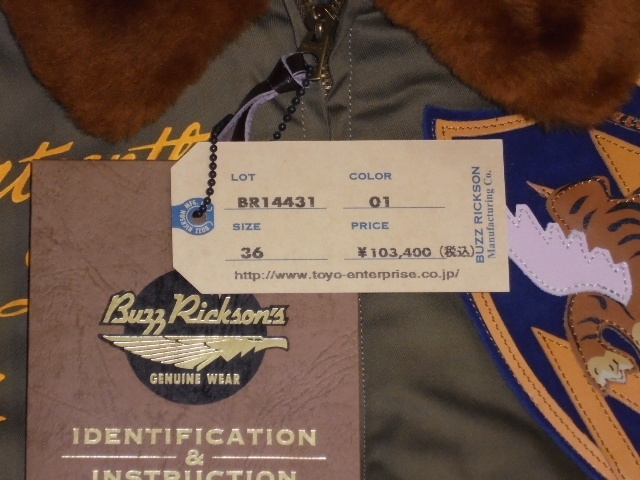 LOT COLOR
BR14431 01
SIZE PRICE
36 ¥103,400 (税込)
http://www.toyo-enterprise.co.jp/
BUZZ RICKSON
Manufacturing Co.
Buzz Rickson's
GENUINE WEAR
IDENTIFICATION
&
INSTRUCTION